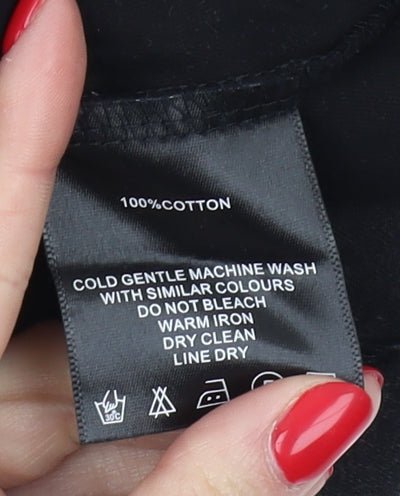 100%COTTON
COLD GENTLE MACHINE WASH
WITH SIMILAR COLOURS
DO NOT BLEACH
WARM IRON
DRY CLEAN
LINE DRY
30°C